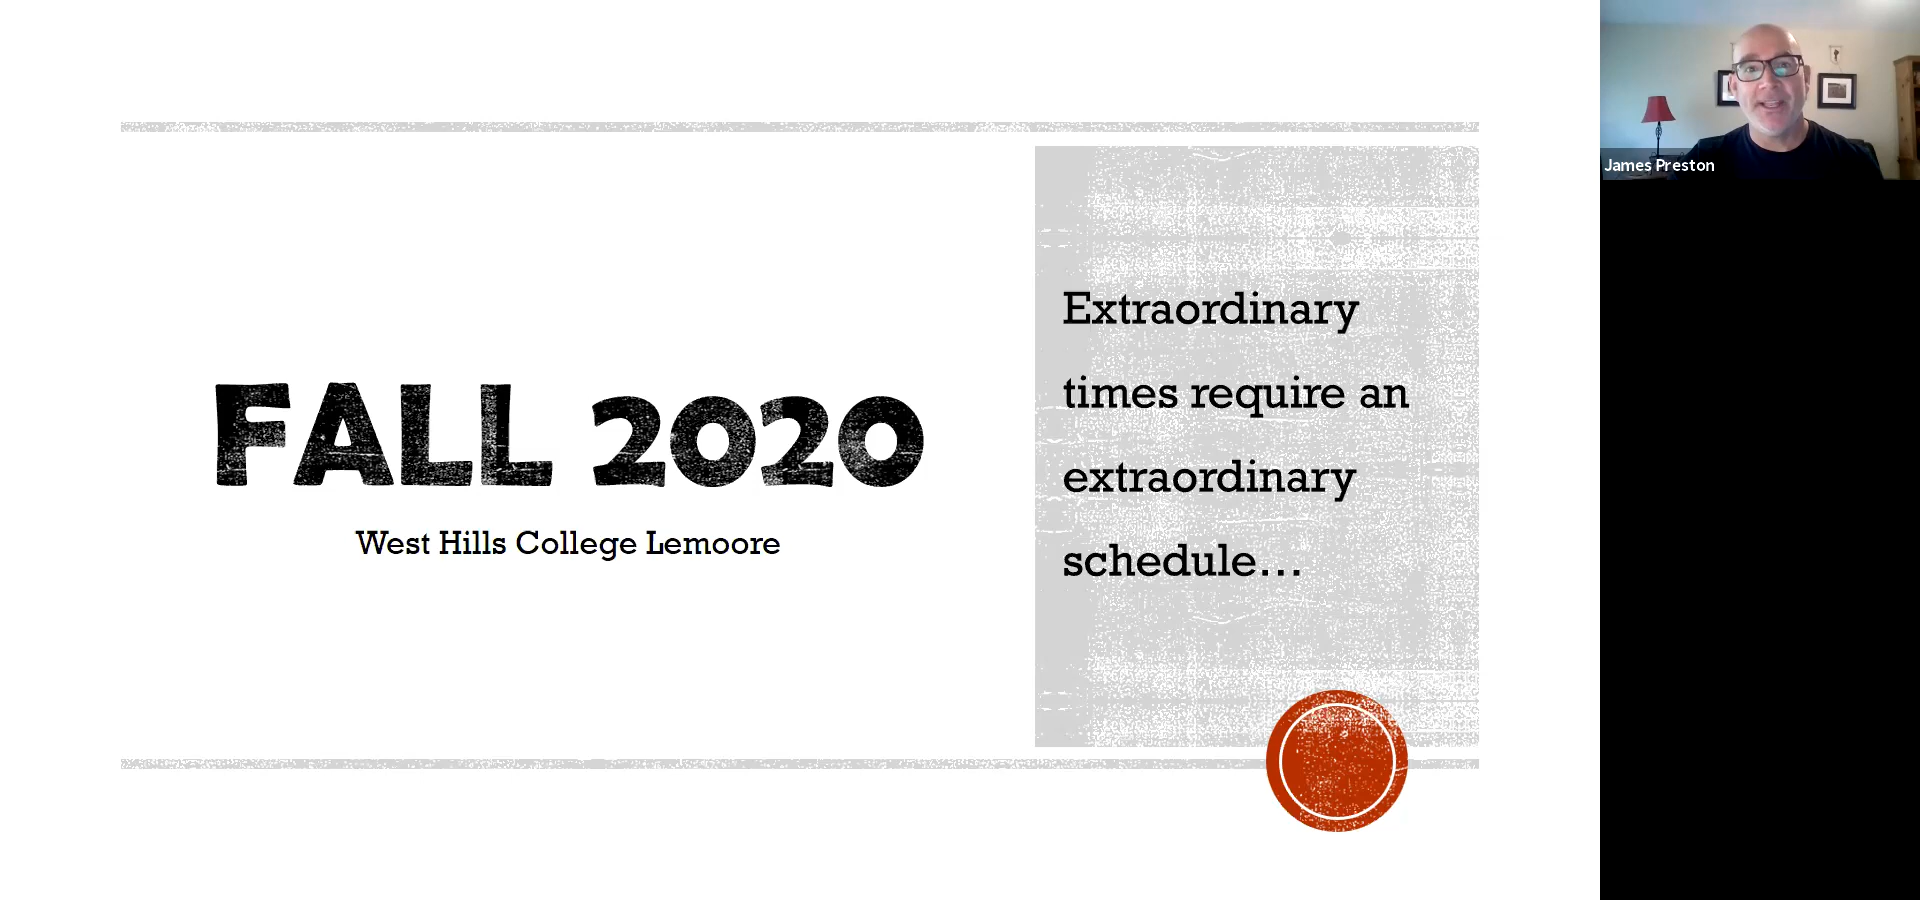 FALL 2020
West Hills College Lemoore
Extraordinary
times require an
extraordinary
schedule…
James Preston